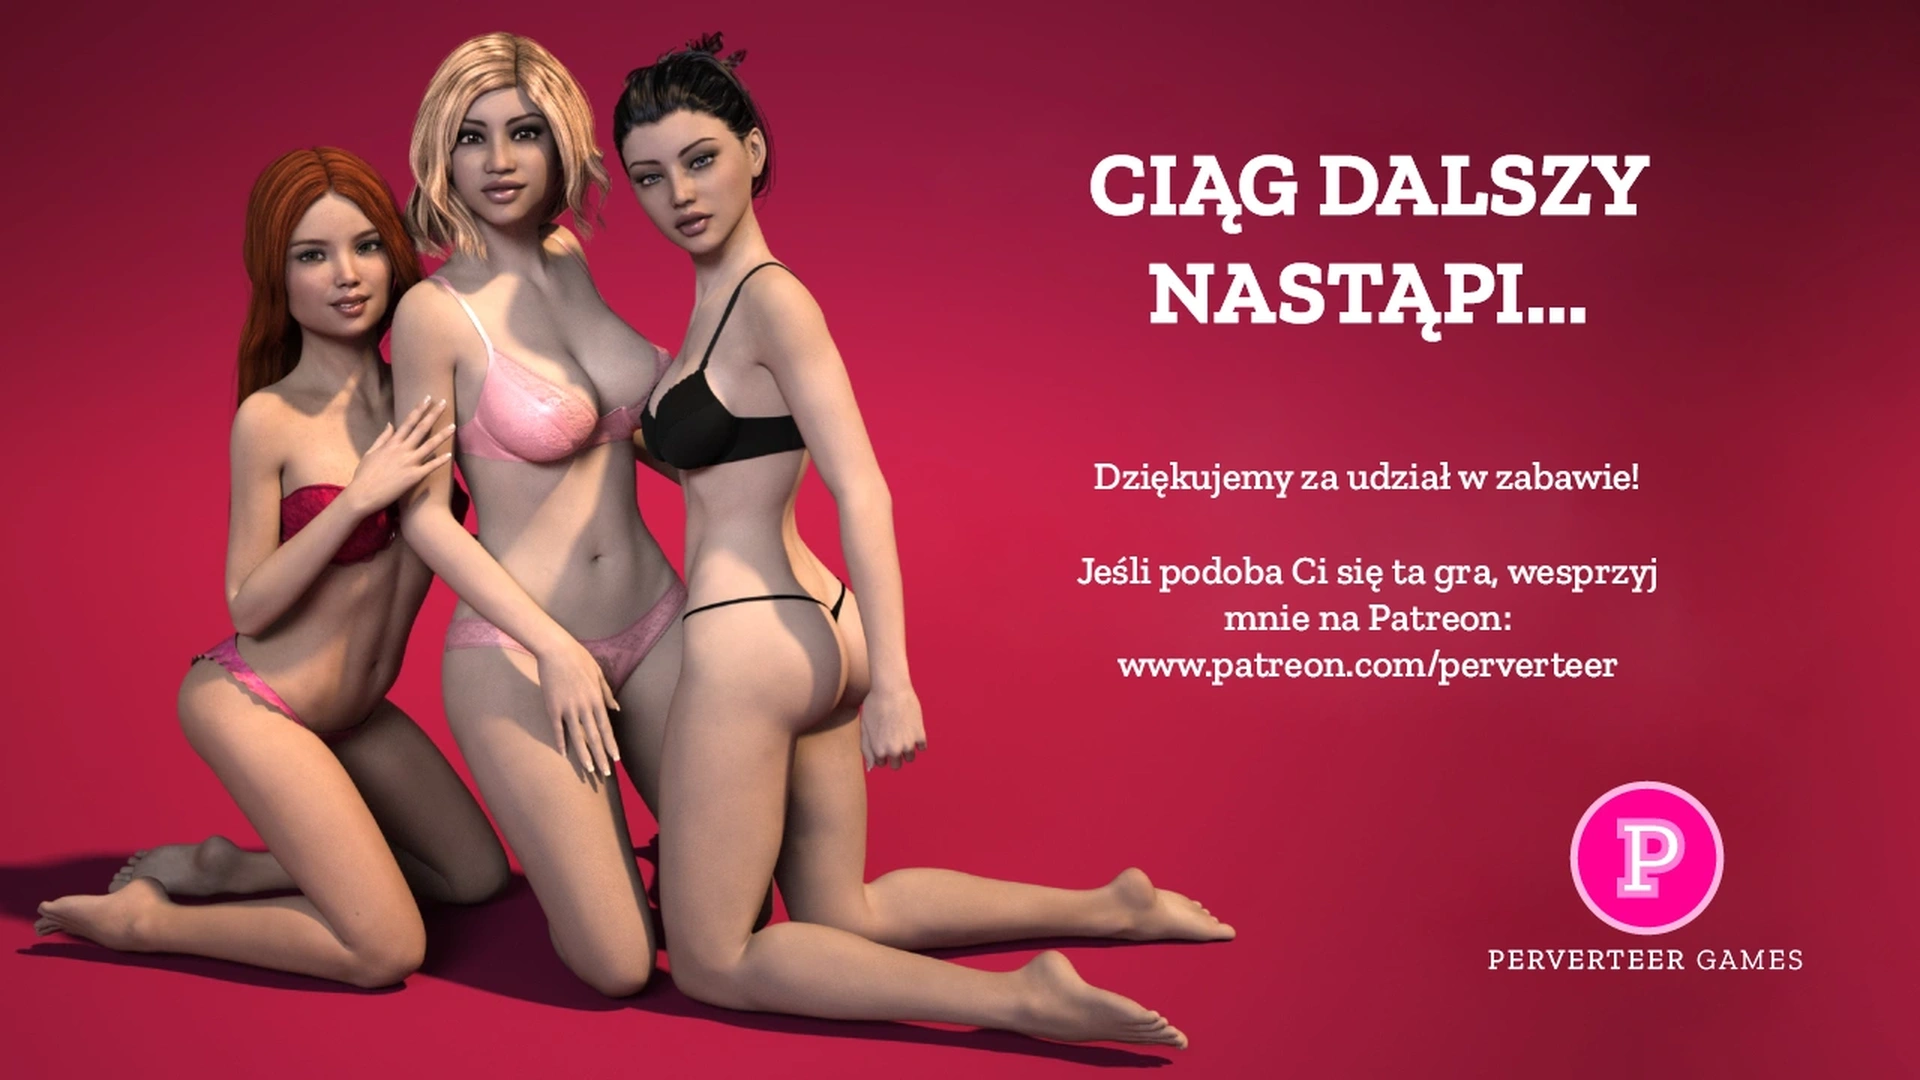 CIĄG DALSZY
NASTĄPI...
Dziękujemy za udział w zabawie!
Jeśli podoba Ci się ta gra, wesprzyj
mnie na Patreon:
www.patreon.com/perverteer
P
PERVERTEER GAMES